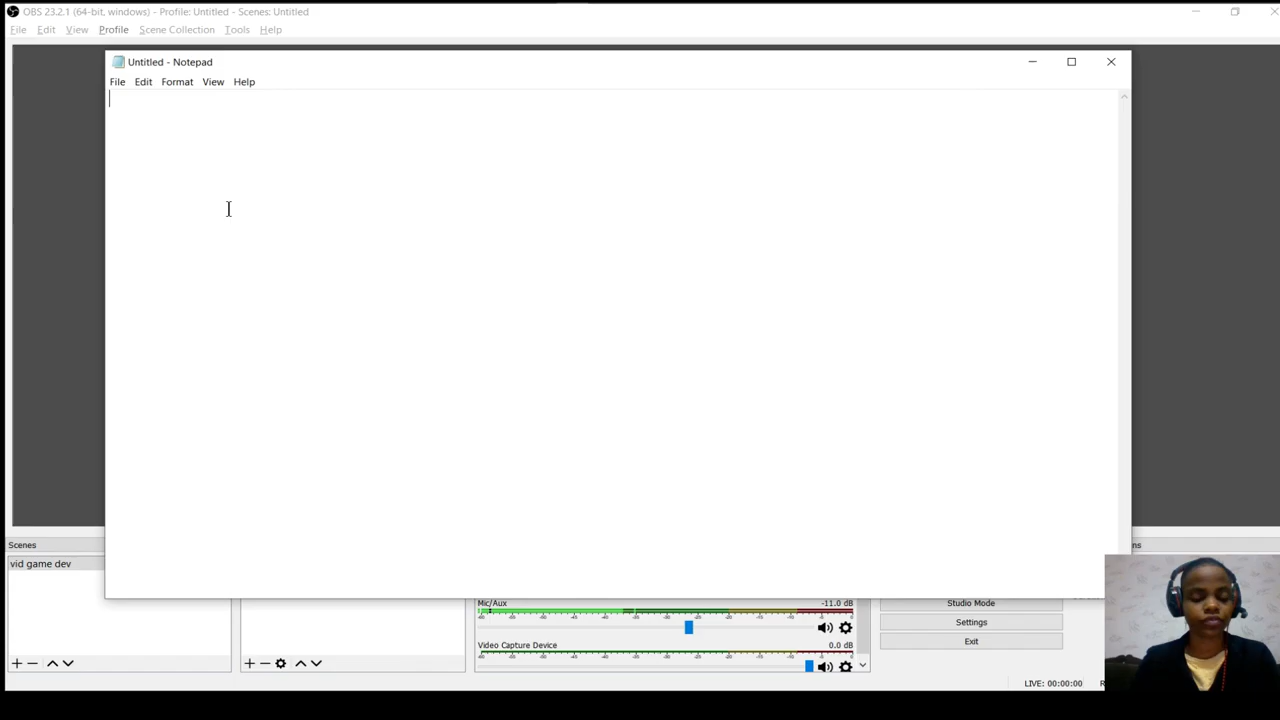 OBS 23.2.1 (64-bit, windows) - Profile: Untitled - Scenes: Untitled
File Edit View Profile Scene Collection Tools Help
Untitled - Notepad
File Edit Format View Help
Scenes
vid game dev
Mic/Aux -11.0 dB
Video Capture Device 0.0 dB
Studio Mode
Settings
Exit
LIVE: 00:00:00